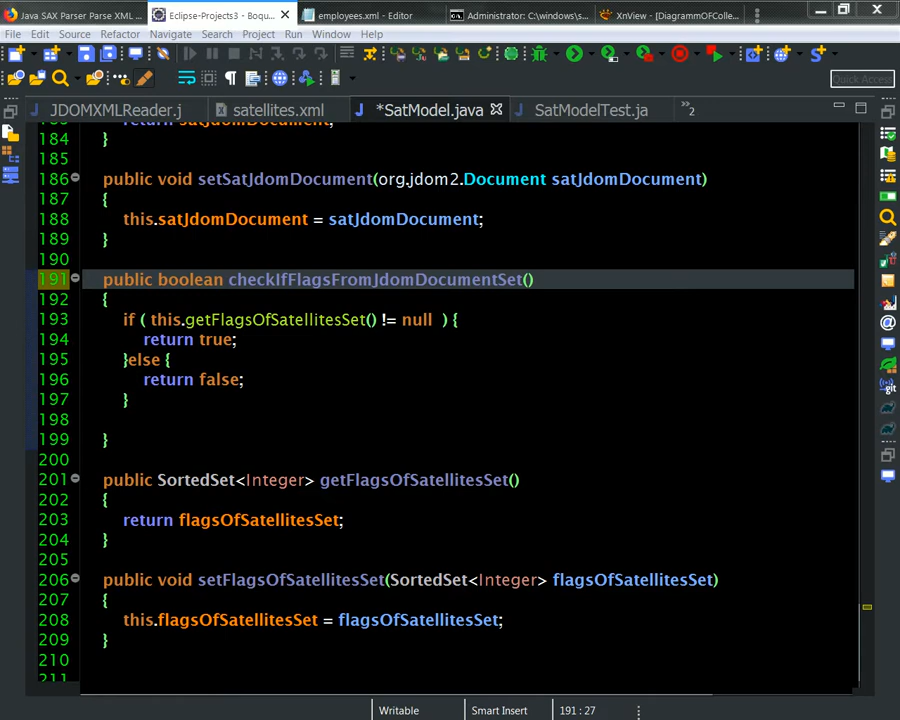 Java SAX Parser Parse XML ...
Eclipse-Projects3 - Boqu...
employees.xml - Editor
Administrator: C:\windows\s...
XnView - [DiagrammOFColle...
File Edit Source Refactor Navigate Search Project Run Window Help
Quick Access
JDOMXMLReader.j
satellites.xml
*SatModel.java
SatModelTest.ja
»2
184 }
185
186 public void setSatJdomDocument(org.jdom2.Document satJdomDocument)
187 {
188 this.satJdomDocument = satJdomDocument;
189 }
190
191 public boolean checkIfFlagsFromJdomDocumentSet()
192 {
193 if ( this.getFlagsOfSatellitesSet() != null ) {
194 return true;
195 }else {
196 return false;
197 }
198
199 }
200
201 public SortedSet<Integer> getFlagsOfSatellitesSet()
202 {
203 return flagsOfSatellitesSet;
204 }
205
206 public void setFlagsOfSatellitesSet(SortedSet<Integer> flagsOfSatellitesSet)
207 {
208 this.flagsOfSatellitesSet = flagsOfSatellitesSet;
209 }
210
211
Writable
Smart Insert
191 : 27